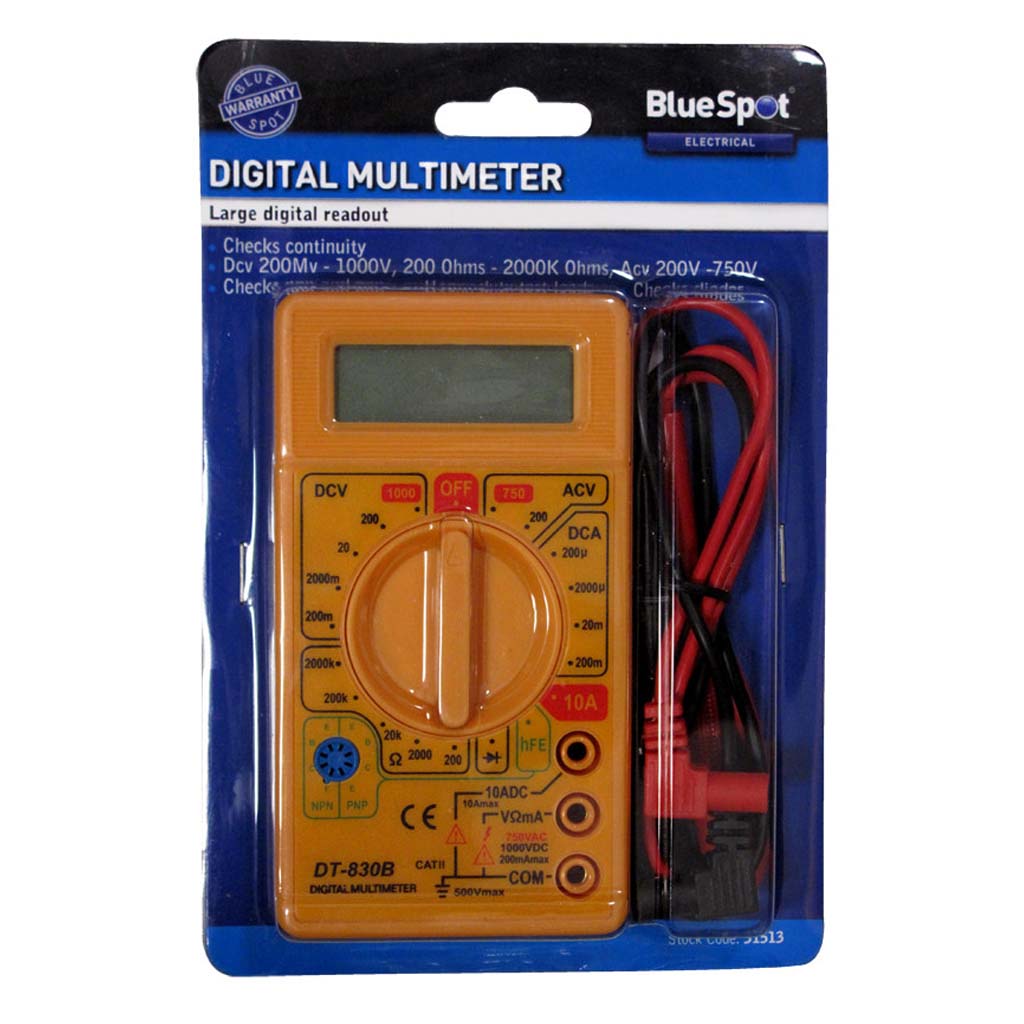 BLUE
WARRANTY
SPOT
BlueSpot®
ELECTRICAL
DIGITAL MULTIMETER
Large digital readout
• Checks continuity
• Dcv 200Mv - 1000V, 200 Ohms - 2000K Ohms, Acv 200V -750V
• Checks Checks diodes
DCV 1000 OFF 750 ACV
200 200
DCA
20 200µ
2000m 2000µ
200m 20m
2000k 200m
200k 10A
20k Ω 2000 200 hFE
E E
B B
C C
E E
NPN PNP
10ADC
10Amax
VΩmA
CE
750VAC
1000VDC
200mAmax
CATII
COM
500Vmax
DT-830B
DIGITAL MULTIMETER
Stock Code: 31513